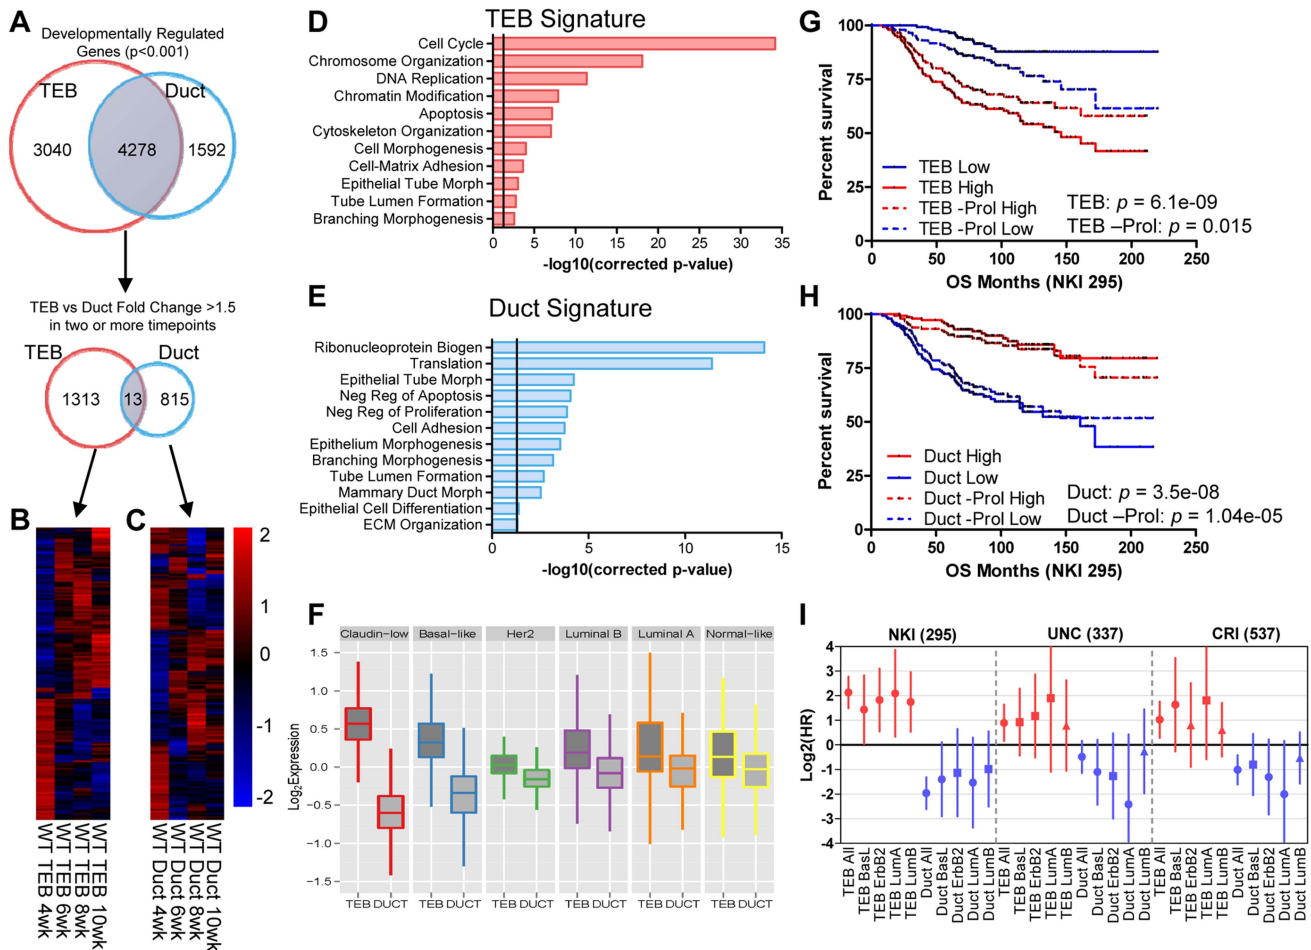 A
Developmentally Regulated
Genes (p<0.001)
TEB
Duct
3040
4278
1592
TEB vs Duct Fold Change >1.5
in two or more timepoints
TEB
Duct
1313
13
815
B
C
2
1
0
-1
-2
WT TEB 4wk
WT TEB 6wk
WT TEB 8wk
WT TEB 10wk
WT Duct 4wk
WT Duct 6wk
WT Duct 8wk
WT Duct 10wk
D
TEB Signature
Cell Cycle
Chromosome Organization
DNA Replication
Chromatin Modification
Apoptosis
Cytoskeleton Organization
Cell Morphogenesis
Cell-Matrix Adhesion
Epithelial Tube Morph
Tube Lumen Formation
Branching Morphogenesis
0 5 10 15 20 25 30 35
-log10(corrected p-value)
E
Duct Signature
Ribonucleoprotein Biogen
Translation
Epithelial Tube Morph
Neg Reg of Apoptosis
Neg Reg of Proliferation
Cell Adhesion
Epithelium Morphogenesis
Branching Morphogenesis
Tube Lumen Formation
Mammary Duct Morph
Epithelial Cell Differentiation
ECM Organization
0 5 10 15
-log10(corrected p-value)
F
Claudin-low Basal-like Her2 Luminal B Luminal A Normal-like
Log2Expression
1.5
1.0
0.5
0.0
-0.5
-1.0
-1.5
TEB DUCT TEB DUCT TEB DUCT TEB DUCT TEB DUCT TEB DUCT
G
Percent survival
100
75
50
25
0
TEB Low
TEB High
TEB -Prol High
TEB -Prol Low
TEB: p = 6.1e-09
TEB –Prol: p = 0.015
0 50 100 150 200 250
OS Months (NKI 295)
H
Percent survival
100
75
50
25
0
Duct High
Duct Low
Duct -Prol High
Duct -Prol Low
Duct: p = 3.5e-08
Duct –Prol: p = 1.04e-05
0 50 100 150 200 250
OS Months (NKI 295)
I
NKI (295) UNC (337) CRI (537)
Log2(HR)
4
3
2
1
0
-1
-2
-3
-4
TEB All
TEB BasL
TEB ErbB2
TEB LumA
TEB LumB
Duct All
Duct BasL
Duct ErbB2
Duct LumA
Duct LumB
TEB All
TEB BasL
TEB ErbB2
TEB LumA
TEB LumB
Duct All
Duct BasL
Duct ErbB2
Duct LumA
Duct LumB
TEB All
TEB BasL
TEB ErbB2
TEB LumA
TEB LumB
Duct All
Duct BasL
Duct ErbB2
Duct LumA
Duct LumB